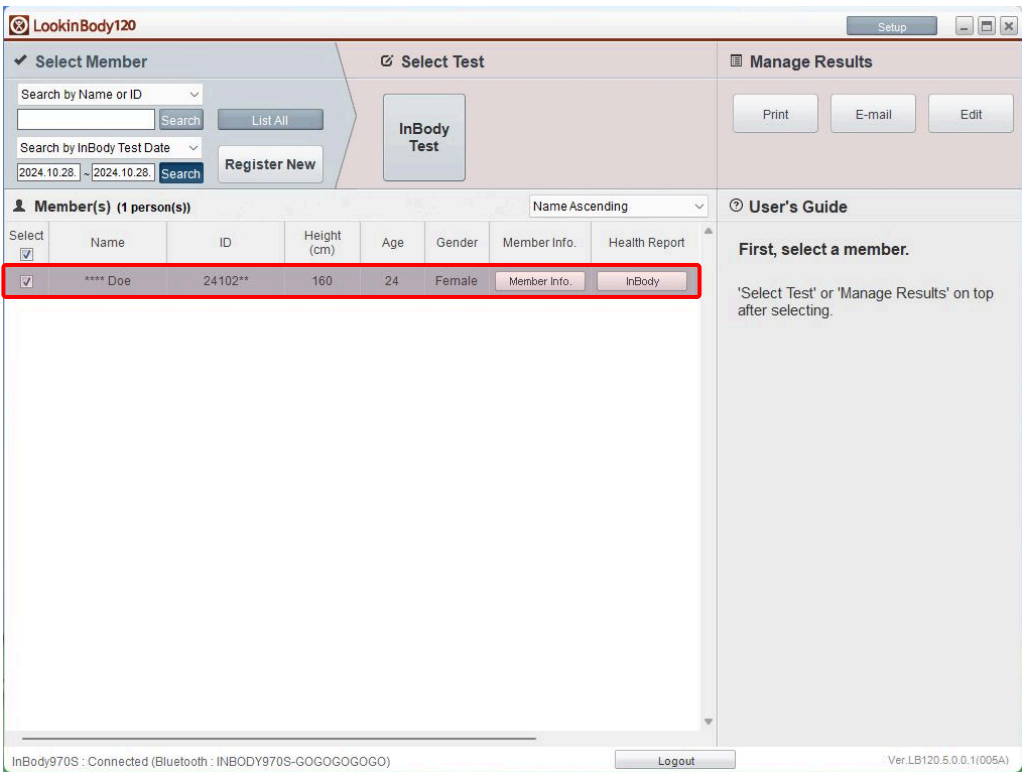 LookinBody120
Setup
Select Member
Select Test
Manage Results
Search by Name or ID
Search
List All
Search by InBody Test Date
2024.10.28. ~ 2024.10.28. Search
Register New
InBody
Test
Print
E-mail
Edit
Member(s) (1 person(s))
Name Ascending
User's Guide
Select
Name
ID
Height
(cm)
Age
Gender
Member Info.
Health Report
**** Doe 24102** 160 24 Female Member Info. InBody
First, select a member.
'Select Test' or 'Manage Results' on top
after selecting.
InBody970S : Connected (Bluetooth : INBODY970S-GOGOGOGOGO)
Logout
Ver.LB120.5.0.0.1(005A)